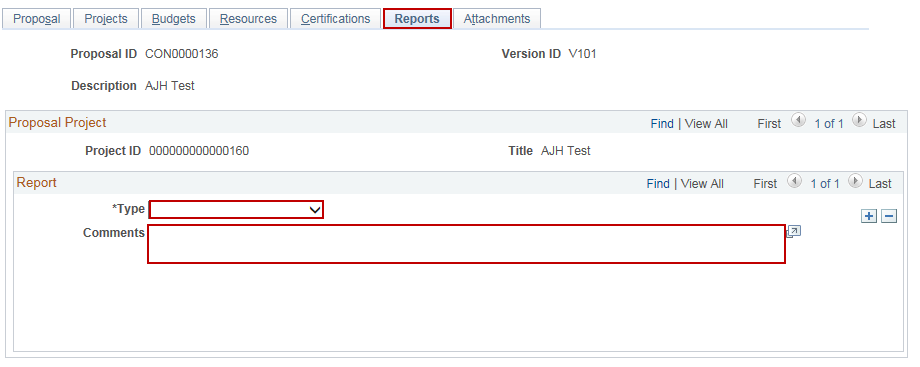 Proposal Projects Budgets Resources Certifications Reports Attachments
Proposal ID CON0000136 Version ID V101
Description AJH Test
Proposal Project Find | View All First 1 of 1 Last
Project ID 000000000000160 Title AJH Test
Report Find | View All First 1 of 1 Last
*Type
Comments